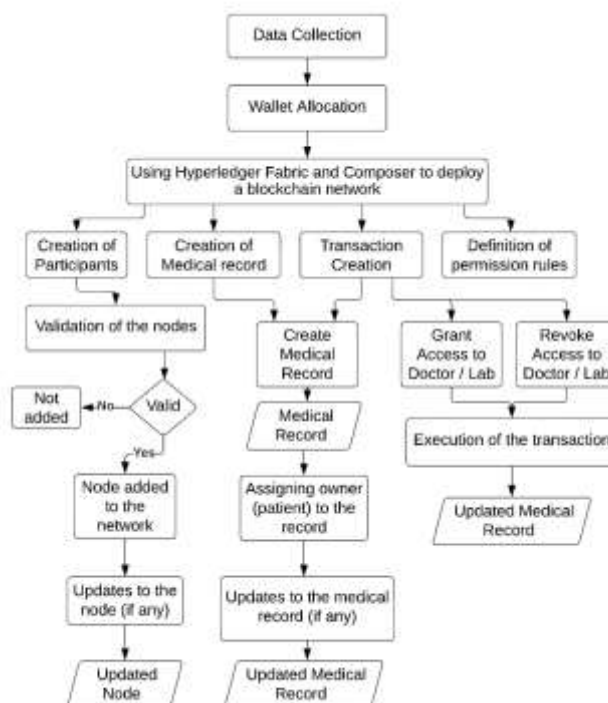 Data Collection
Wallet Allocation
Using Hyperledger Fabric and Composer to deploy
a blockchain network
Creation of
Participants
Creation of
Medical record
Transaction
Creation
Definition of
permission rules
Validation of the nodes
Create
Medical
Record
Grant
Access to
Doctor / Lab
Revoke
Access to
Doctor / Lab
Not
added
No
Valid
Medical
Record
Execution of the transaction
Yes
Node added
to the
network
Assigning owner
(patient) to the
record
Updated Medical
Record
Updates to the
node (if any)
Updates to the medical
record (if any)
Updated
Node
Updated Medical
Record